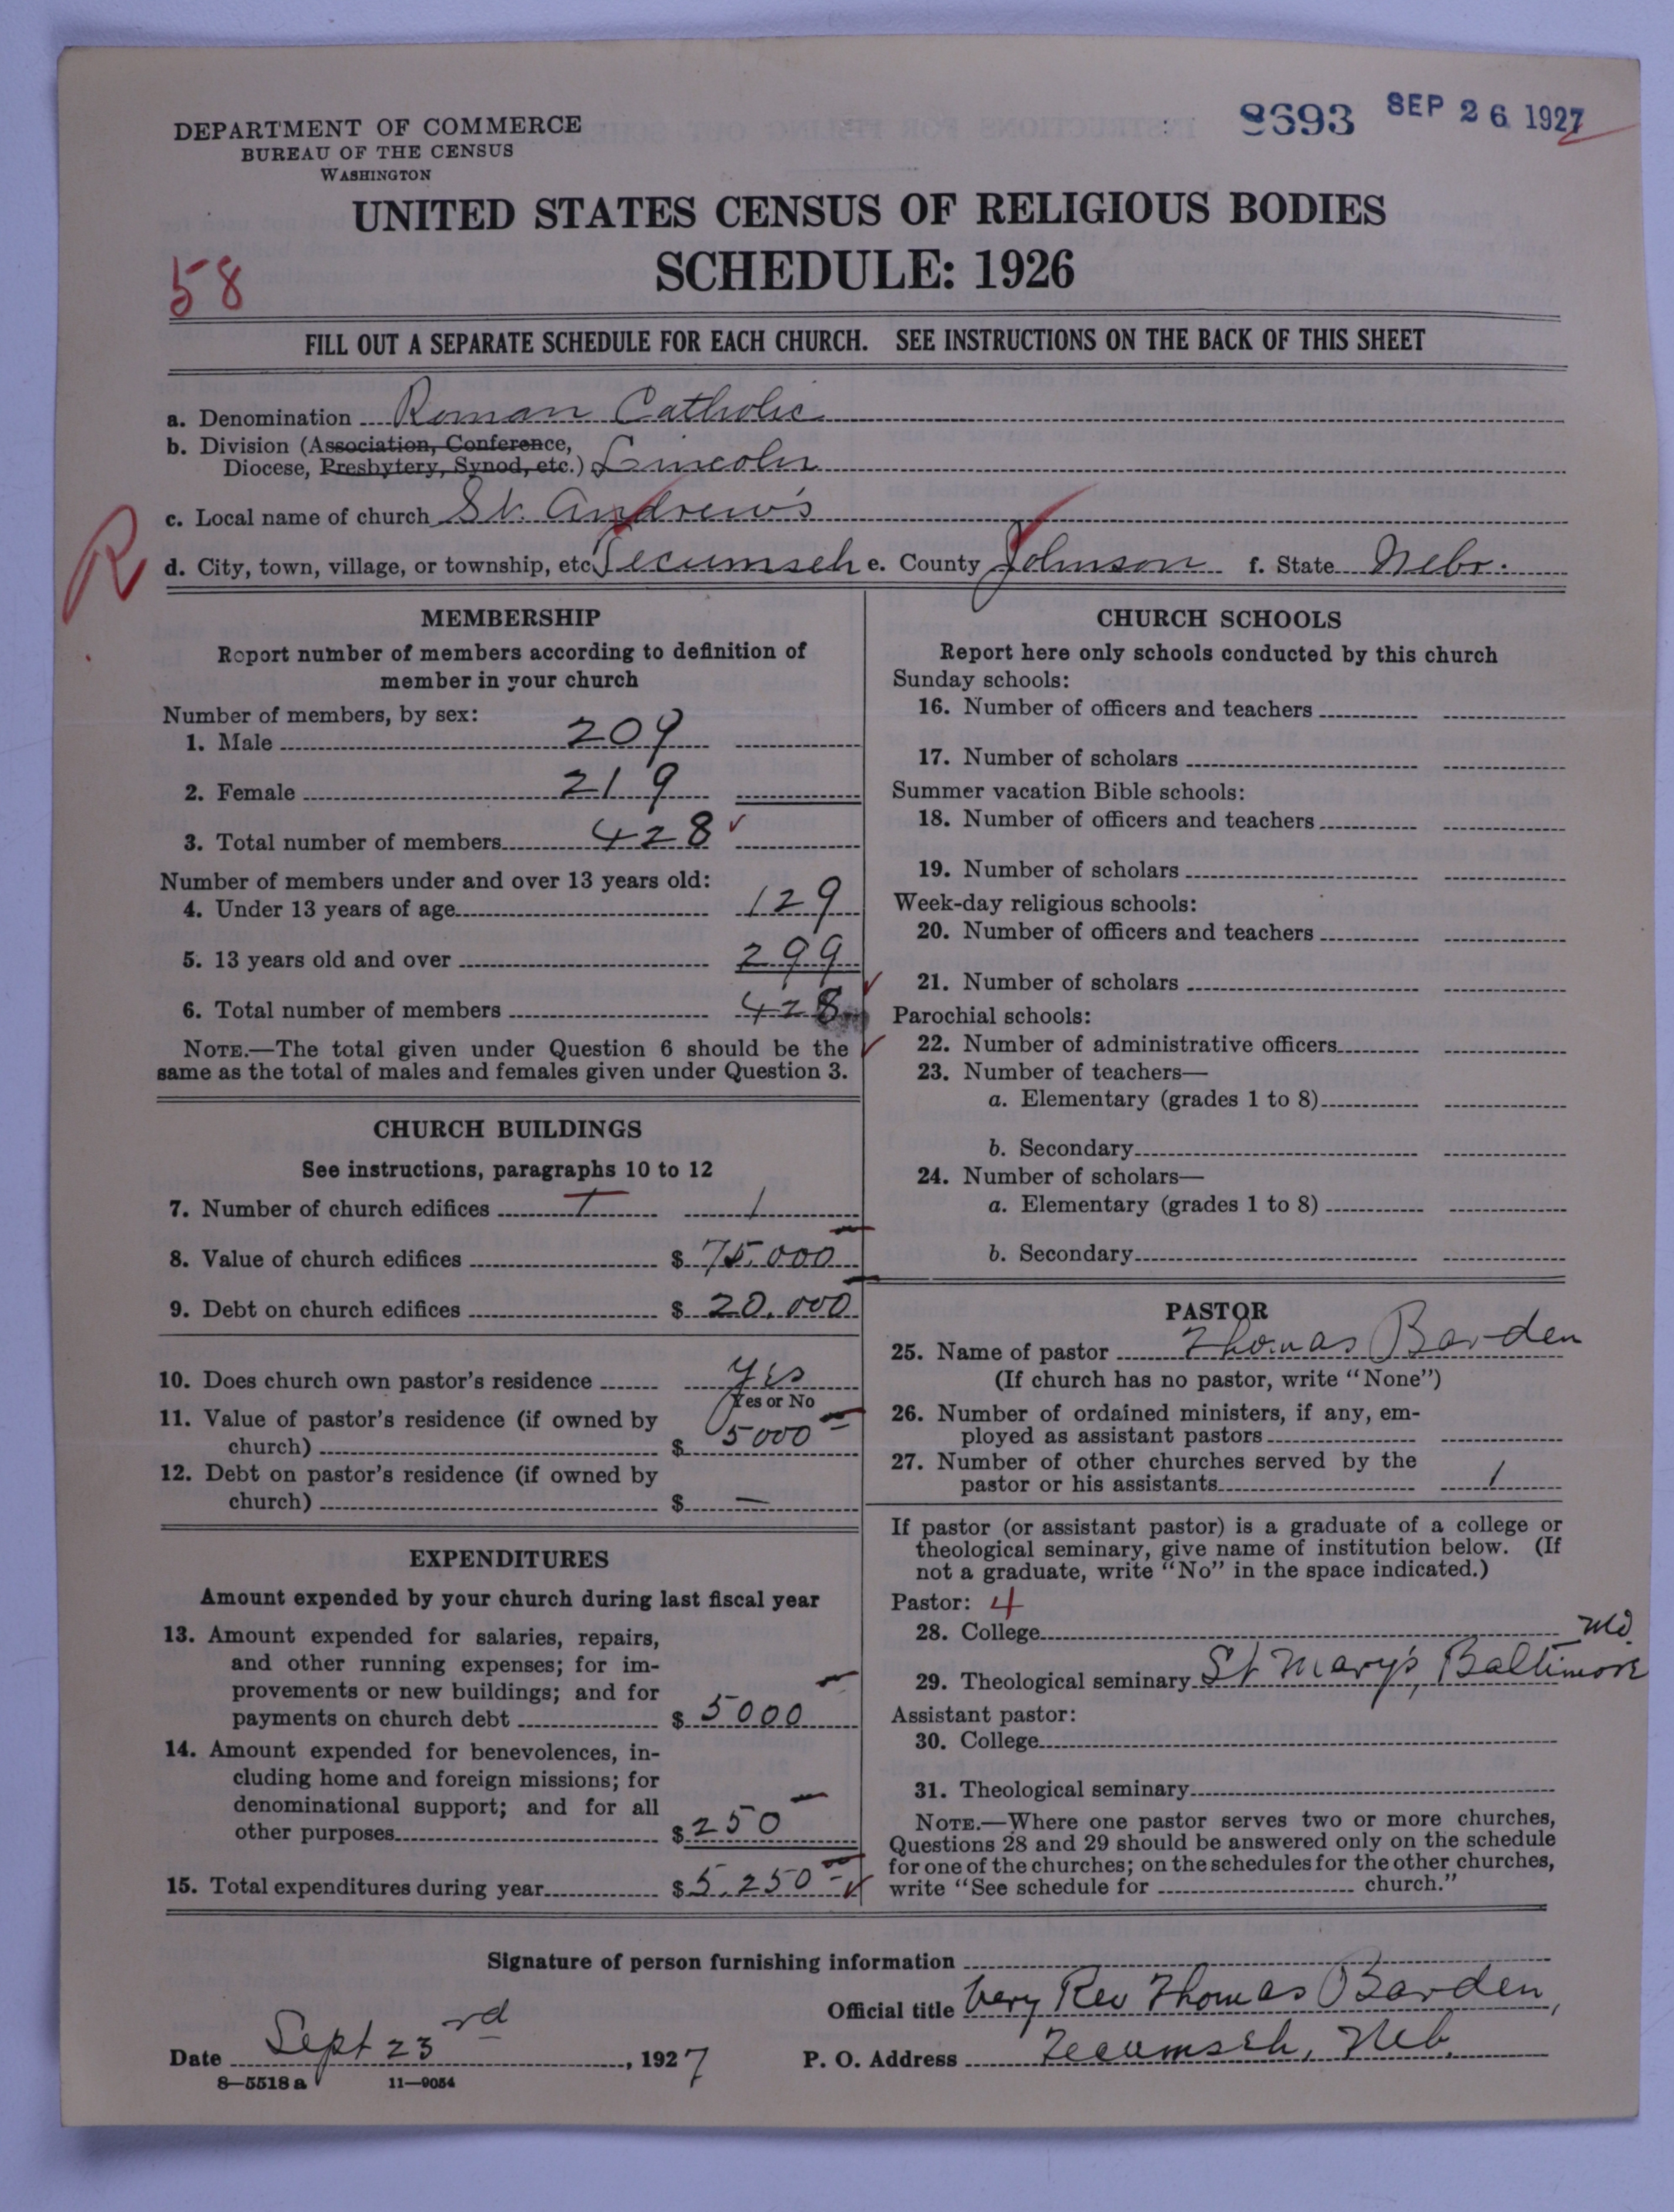 8693 SEP 26 1927
DEPARTMENT OF COMMERCE
BUREAU OF THE CENSUS
WASHINGTON
UNITED STATES CENSUS OF RELIGIOUS BODIES
SCHEDULE: 1926
58
FILL OUT A SEPARATE SCHEDULE FOR EACH CHURCH. SEE INSTRUCTIONS ON THE BACK OF THIS SHEET
a. Denomination Roman Catholic
b. Division (Association, Conference,
Diocese, Presbytery, Synod, etc.) Lincoln
c. Local name of church St. Andrew's
R
d. City, town, village, or township, etc. Tecumseh e. County Johnson f. State Nebr.
MEMBERSHIP
Report number of members according to definition of
member in your church
Number of members, by sex:
1. Male 209
2. Female 219
3. Total number of members 428
Number of members under and over 13 years old:
4. Under 13 years of age 129
5. 13 years old and over 299
6. Total number of members 428
NOTE.—The total given under Question 6 should be the
same as the total of males and females given under Question 3.
CHURCH BUILDINGS
See instructions, paragraphs 10 to 12
7. Number of church edifices 1 1
8. Value of church edifices $ 75.000
9. Debt on church edifices $ 20.000
10. Does church own pastor's residence Yes
Yes or No
11. Value of pastor's residence (if owned by
church) $ 5000
12. Debt on pastor's residence (if owned by
church) $ —
EXPENDITURES
Amount expended by your church during last fiscal year
13. Amount expended for salaries, repairs,
and other running expenses; for im-
provements or new buildings; and for
payments on church debt $ 5000
14. Amount expended for benevolences, in-
cluding home and foreign missions; for
denominational support; and for all
other purposes $ 250
15. Total expenditures during year $ 5.250
CHURCH SCHOOLS
Report here only schools conducted by this church
Sunday schools:
16. Number of officers and teachers
17. Number of scholars
Summer vacation Bible schools:
18. Number of officers and teachers
19. Number of scholars
Week-day religious schools:
20. Number of officers and teachers
21. Number of scholars
Parochial schools:
22. Number of administrative officers
23. Number of teachers—
a. Elementary (grades 1 to 8)
b. Secondary
24. Number of scholars—
a. Elementary (grades 1 to 8)
b. Secondary
PASTOR
25. Name of pastor Thomas Barden
(If church has no pastor, write "None")
26. Number of ordained ministers, if any, em-
ployed as assistant pastors
27. Number of other churches served by the
pastor or his assistants 1
If pastor (or assistant pastor) is a graduate of a college or
theological seminary, give name of institution below. (If
not a graduate, write "No" in the space indicated.)
Pastor: 4
28. College
29. Theological seminary St Mary's, Baltimore Md.
Assistant pastor:
30. College
31. Theological seminary
NOTE.—Where one pastor serves two or more churches,
Questions 28 and 29 should be answered only on the schedule
for one of the churches; on the schedules for the other churches,
write "See schedule for church."
Signature of person furnishing information
Official title Very Rev Thomas Barden,
Date Sept 23rd, 1927 P. O. Address Tecumseh, Neb.
8—5518 a 11—9054